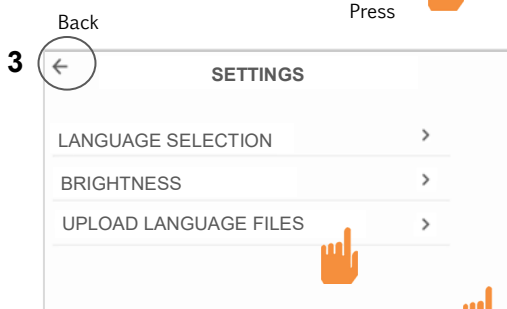 Press
Back
3
SETTINGS
LANGUAGE SELECTION
BRIGHTNESS
UPLOAD LANGUAGE FILES